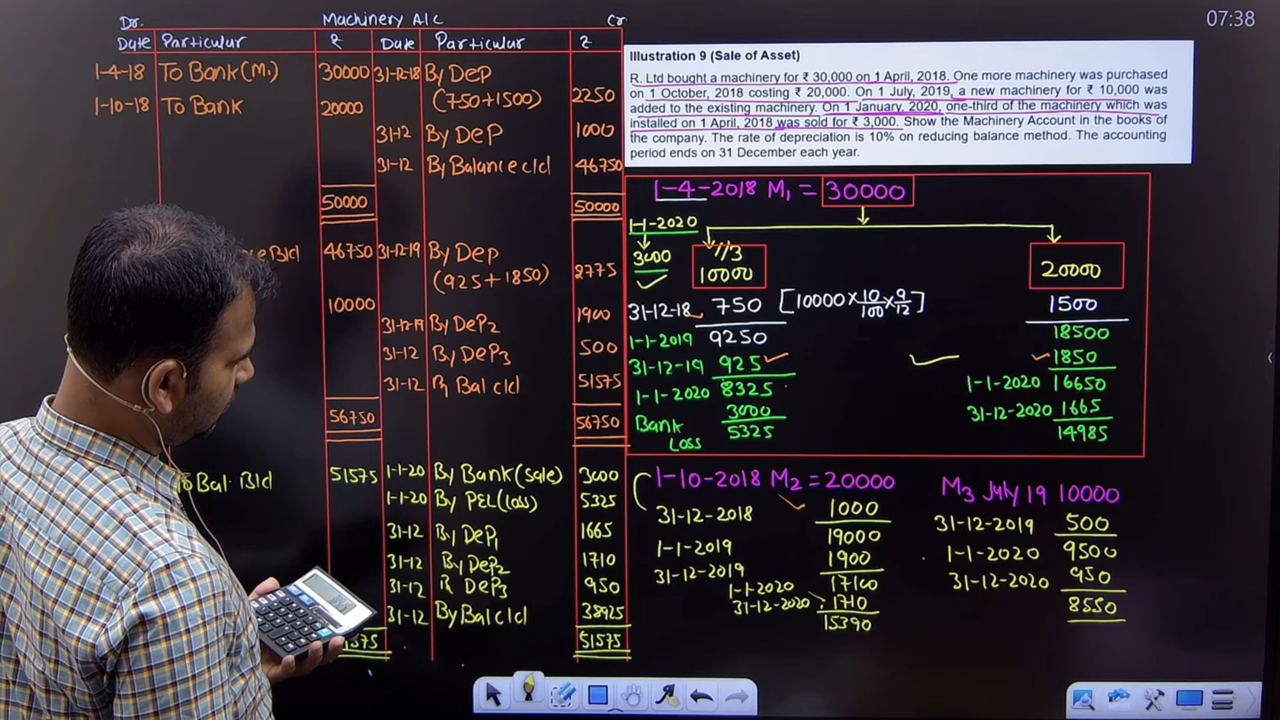 07:38
Dr. Machinery A/c Cr
Date Particular ₹ Date Particular ₹
1-4-18 To Bank (M₁) 30000 31-12-18 By Dep
(750+1500) 2250
1-10-18 To Bank 20000
31-12 By Dep 1000
31-12 By Balance c/d 46750
50000 50000
B/d 46750 31-12-19 By Dep
(925+1850) 2775
10000
31-12-19 By Dep2 1900
31-12 By Dep3 500
31-12 By Bal c/d 51575
56750 56750
To Bal. B/d 51575 1-1-20 By Bank (sale) 3000
1-1-20 By P&L (loss) 5325
31-12 By Dep1 1665
31-12 By Dep2 1710
31-12 By Dep3 950
31-12 By Bal c/d 38925
51575 51575
Illustration 9 (Sale of Asset)
R. Ltd bought a machinery for ₹ 30,000 on 1 April, 2018. One more machinery was purchased
on 1 October, 2018 costing ₹ 20,000. On 1 July, 2019, a new machinery for ₹ 10,000 was
added to the existing machinery. On 1 January, 2020, one-third of the machinery which was
installed on 1 April, 2018 was sold for ₹ 3,000. Show the Machinery Account in the books of
the company. The rate of depreciation is 10% on reducing balance method. The accounting
period ends on 31 December each year.
1-4-2018 M₁ = 30000
1-1-2020
3000 1/3
10000 20000
31-12-18 750 [10000×10/100×9/12] 1500
1-1-2019 9250 18500
31-12-19 925 1850
1-1-2020 8325 1-1-2020 16650
Bank 3000 31-12-2020 1665
Loss 5325 14985
1-10-2018 M₂ = 20000
31-12-2018 1000
19000
1-1-2019
31-12-2019 1900
1-1-2020 17100
31-12-2020 1710
15390
M₃ July 19 10000
31-12-2019 500
1-1-2020 9500
31-12-2020 950
8550